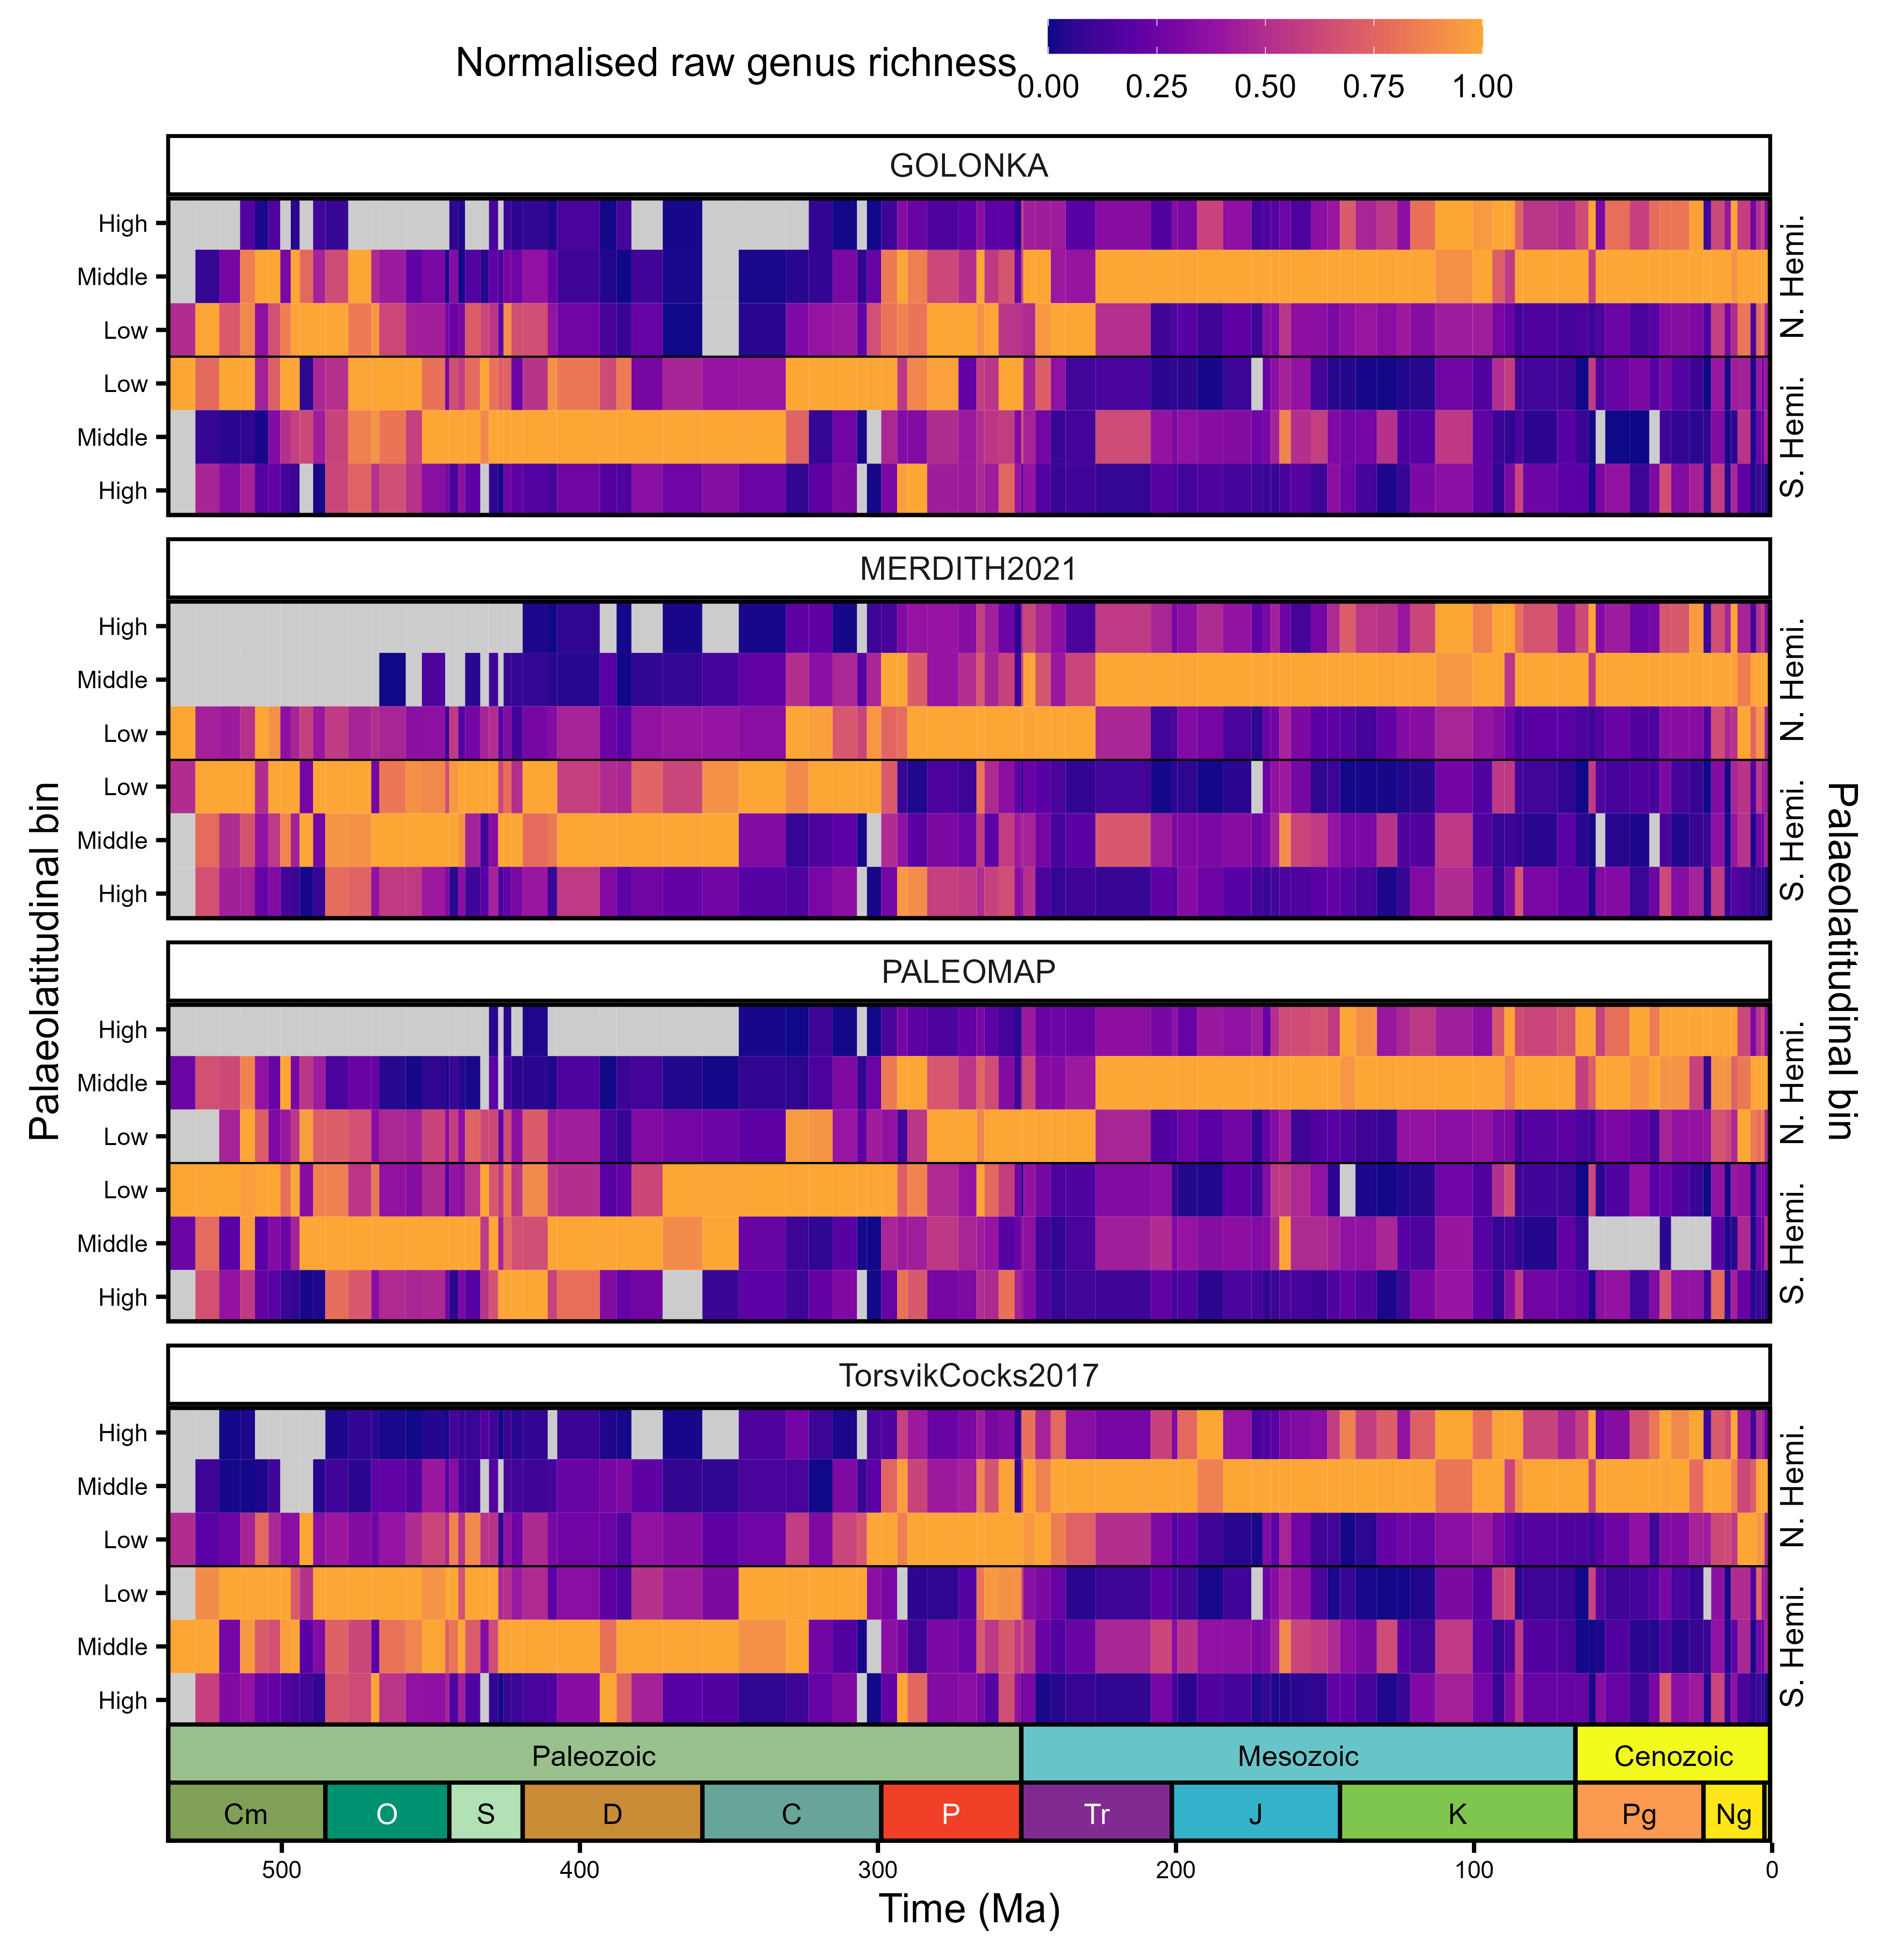 Normalised raw genus richness
0.00 0.25 0.50 0.75 1.00
GOLONKA
High
Middle
Low
Low
Middle
High
N. Hemi.
S. Hemi.
MERDITH2021
High
Middle
Low
Low
Middle
High
N. Hemi.
S. Hemi.
Palaeolatitudinal bin
Palaeolatitudinal bin
PALEOMAP
High
Middle
Low
Low
Middle
High
N. Hemi.
S. Hemi.
TorsvikCocks2017
High
Middle
Low
Low
Middle
High
N. Hemi.
S. Hemi.
Paleozoic Mesozoic Cenozoic
Cm O S D C P Tr J K Pg Ng
500 400 300 200 100 0
Time (Ma)